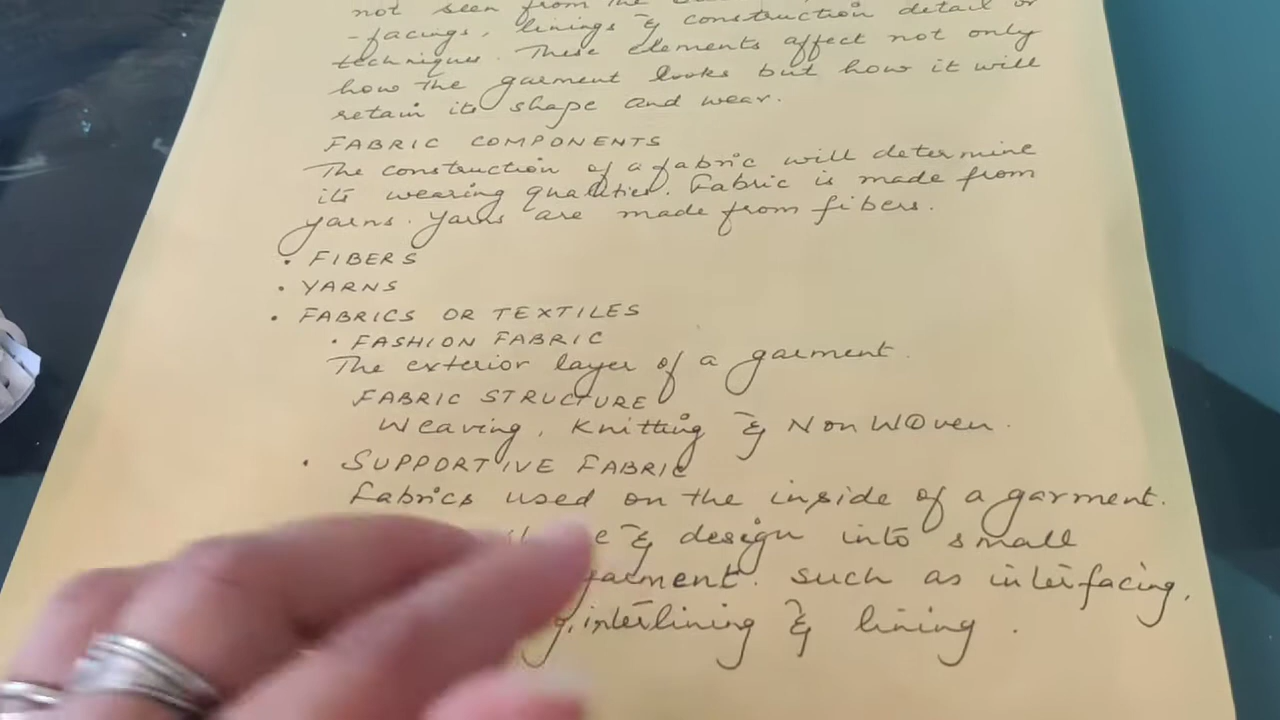 not seen from the
- facings, linings & construction detail or
techniques. These elements affect not only
how the garment looks but how it will
retain its shape and wear.
FABRIC COMPONENTS
The construction of a fabric will determine
its wearing qualities. Fabric is made from
yarns. Yarns are made from fibers.
• FIBERS
• YARNS
• FABRICS OR TEXTILES
• FASHION FABRIC
The exterior layer of a garment.
FABRIC STRUCTURE
Weaving, Knitting & Non Woven.
• SUPPORTIVE FABRIC
Fabrics used on the inside of a garment.
& design into small
garment. such as interfacing,
interlining & lining.